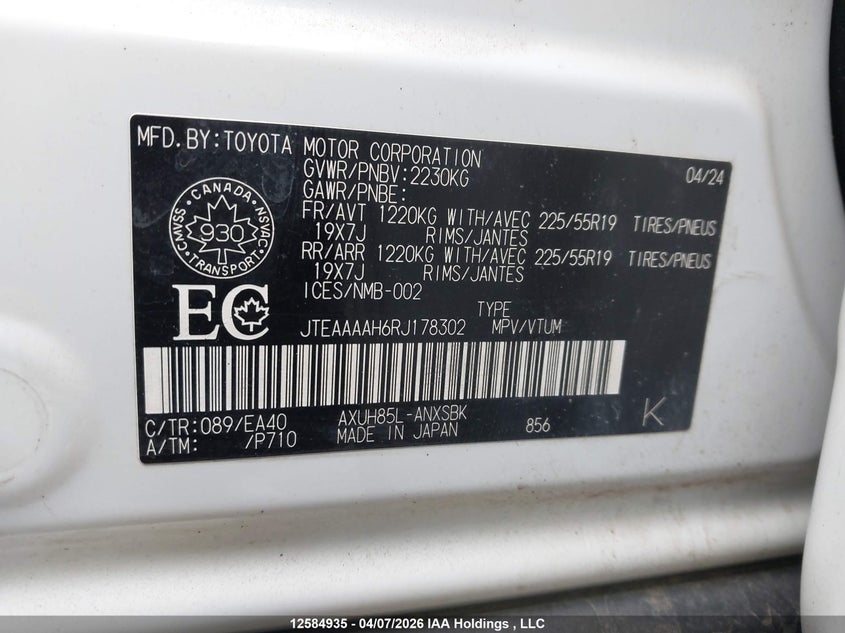 MFD. BY: TOYOTA MOTOR CORPORATION
GVWR/PNBV: 2230KG 04/24
GAWR/PNBE:
FR/AVT 1220KG WITH/AVEC 225/55R19 TIRES/PNEUS
19X7J RIMS/JANTES
RR/ARR 1220KG WITH/AVEC 225/55R19 TIRES/PNEUS
19X7J RIMS/JANTES
ICES/NMB-002
CANADA
CMVSS 930 NSVAC
TRANSPORT
EC
TYPE
JTEAAAAH6RJ178302 MPV/VTUM
C/TR: 089/EA40 AXUH85L-ANXSBK
A/TM: /P710 MADE IN JAPAN 856 K
12584935 - 04/07/2026 IAA Holdings , LLC